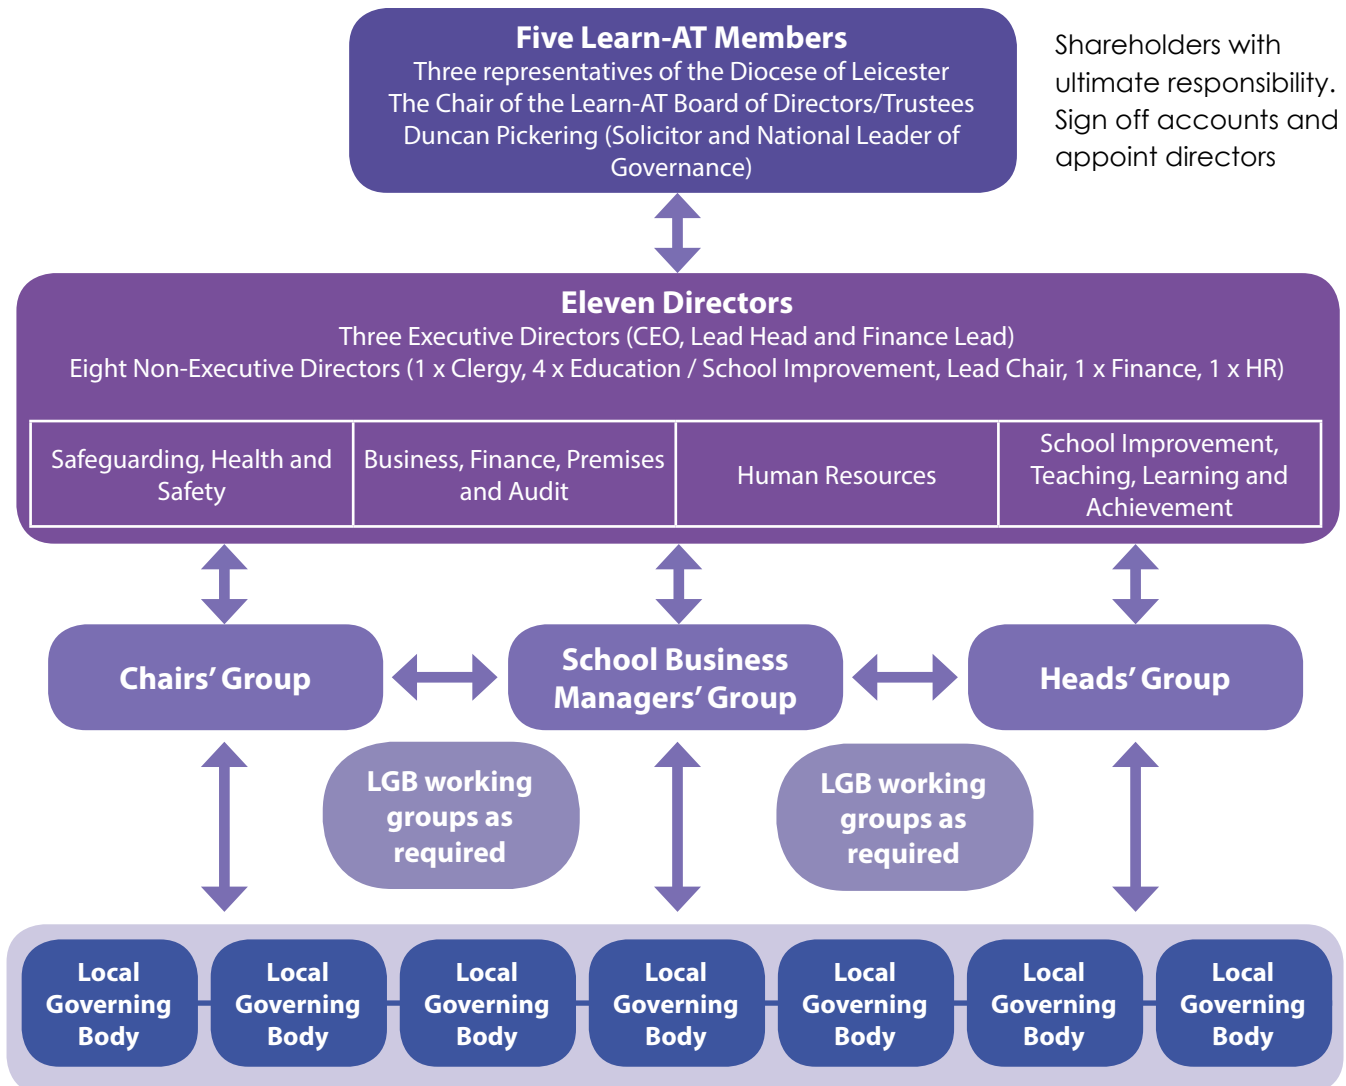 Five Learn-AT Members
Three representatives of the Diocese of Leicester
The Chair of the Learn-AT Board of Directors/Trustees
Duncan Pickering (Solicitor and National Leader of
Governance)
Shareholders with
ultimate responsibility.
Sign off accounts and
appoint directors
Eleven Directors
Three Executive Directors (CEO, Lead Head and Finance Lead)
Eight Non-Executive Directors (1 x Clergy, 4 x Education / School Improvement, Lead Chair, 1 x Finance, 1 x HR)
Safeguarding, Health and
Safety
Business, Finance, Premises
and Audit
Human Resources
School Improvement,
Teaching, Learning and
Achievement
Chairs’ Group
School Business
Managers’ Group
Heads’ Group
LGB working
groups as
required
LGB working
groups as
required
Local
Governing
Body
Local
Governing
Body
Local
Governing
Body
Local
Governing
Body
Local
Governing
Body
Local
Governing
Body
Local
Governing
Body